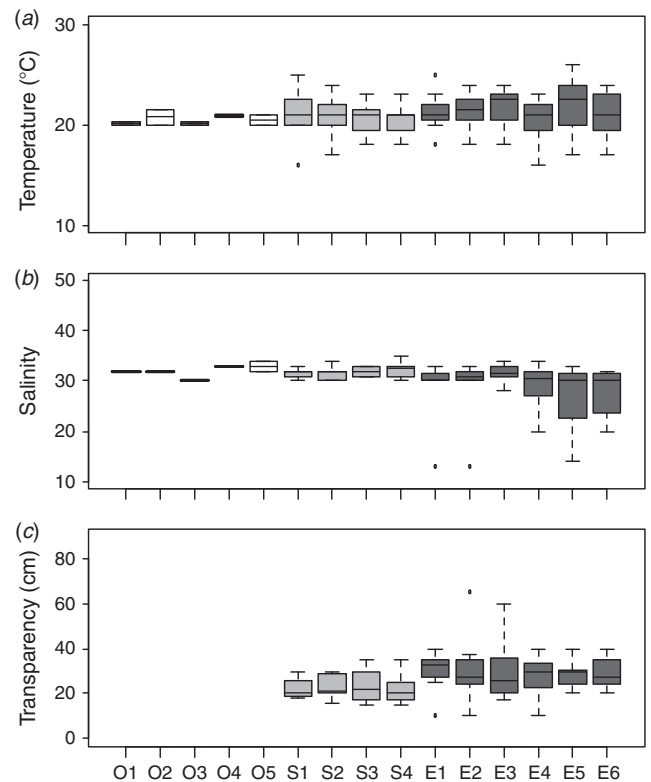 (a)
30
20
10
Temperature (°C)
(b)
50
40
30
20
10
Salinity
(c)
80
60
40
20
0
Transparency (cm)
O1 O2 O3 O4 O5 S1 S2 S3 S4 E1 E2 E3 E4 E5 E6